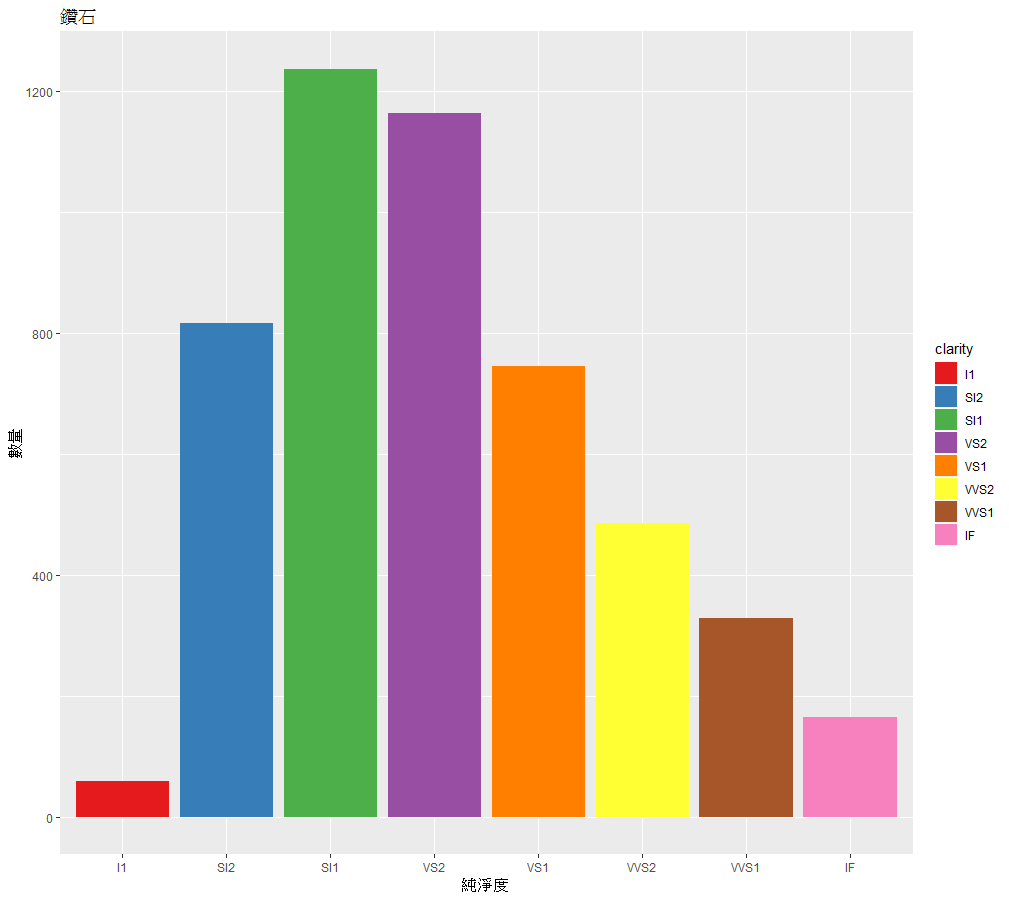 鑽石
1200
800
400
0
數量
I1 SI2 SI1 VS2 VS1 VVS2 VVS1 IF
純淨度
clarity
I1
SI2
SI1
VS2
VS1
VVS2
VVS1
IF